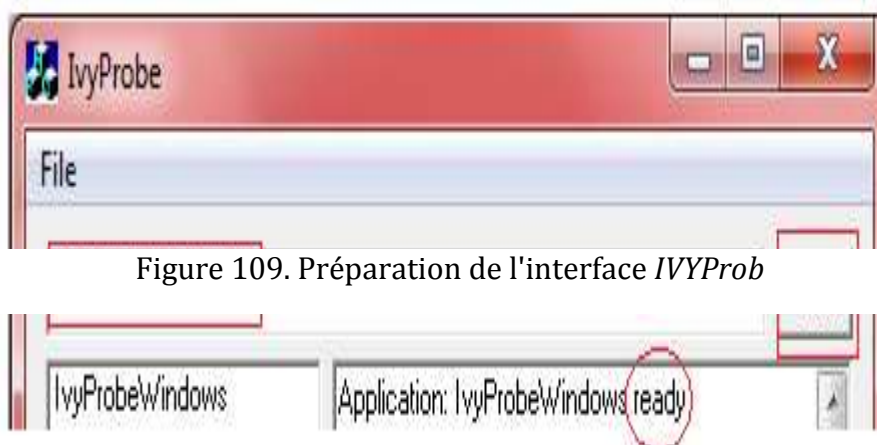 IvyProbe
File
Figure 109. Préparation de l'interface IVYProb
IvyProbeWindows
Application: IvyProbeWindows ready